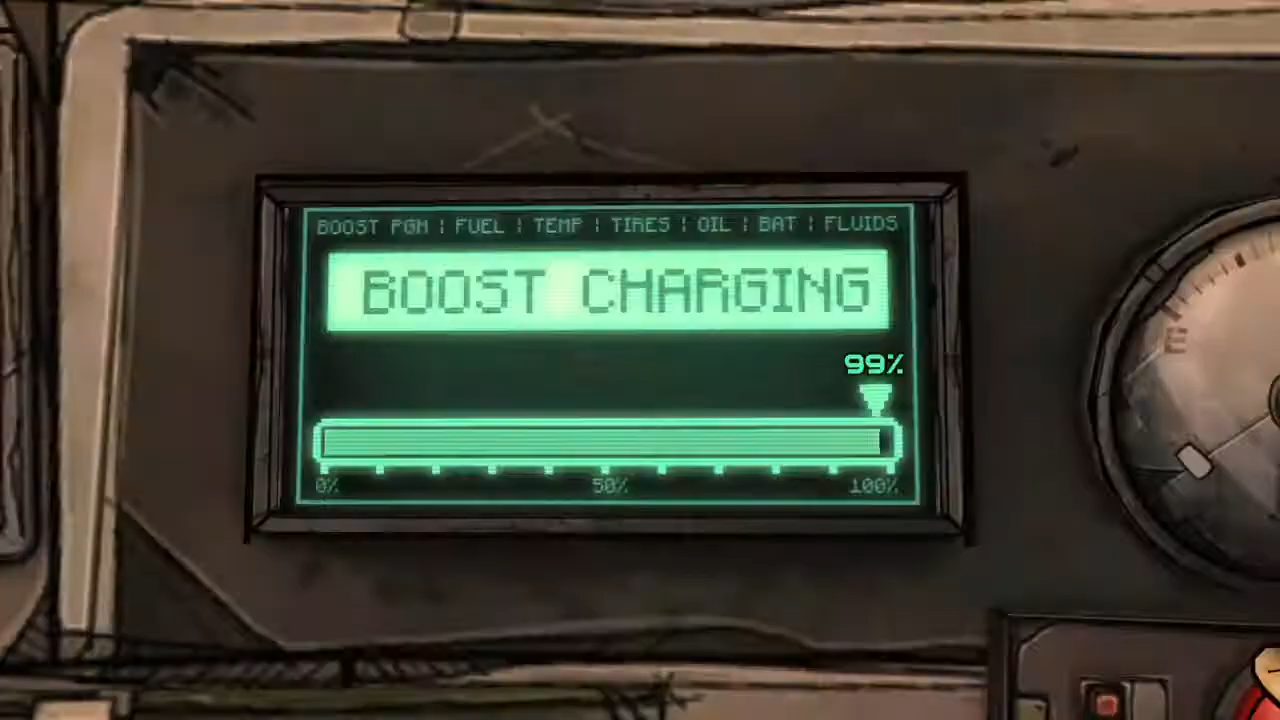 BOOST PGM ¦ FUEL ¦ TEMP ¦ TIRES ¦ OIL ¦ BAT ¦ FLUIDS
BOOST CHARGING
99%
0% 50% 100%
E